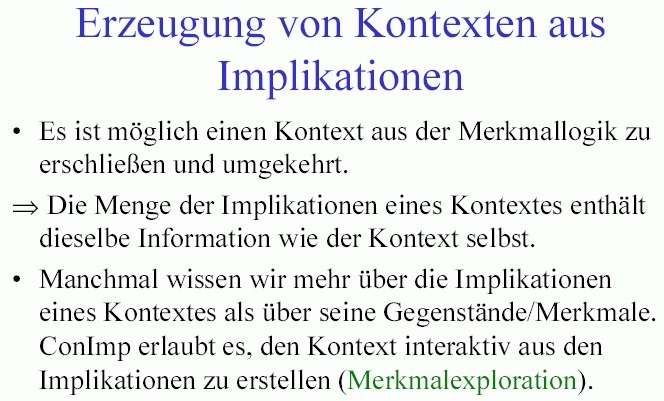 Erzeugung von Kontexten aus
Implikationen
• Es ist möglich einen Kontext aus der Merkmallogik zu
erschließen und umgekehrt.
⇒ Die Menge der Implikationen eines Kontextes enthält
dieselbe Information wie der Kontext selbst.
• Manchmal wissen wir mehr über die Implikationen
eines Kontextes als über seine Gegenstände/Merkmale.
ConImp erlaubt es, den Kontext interaktiv aus den
Implikationen zu erstellen (Merkmalexploration).